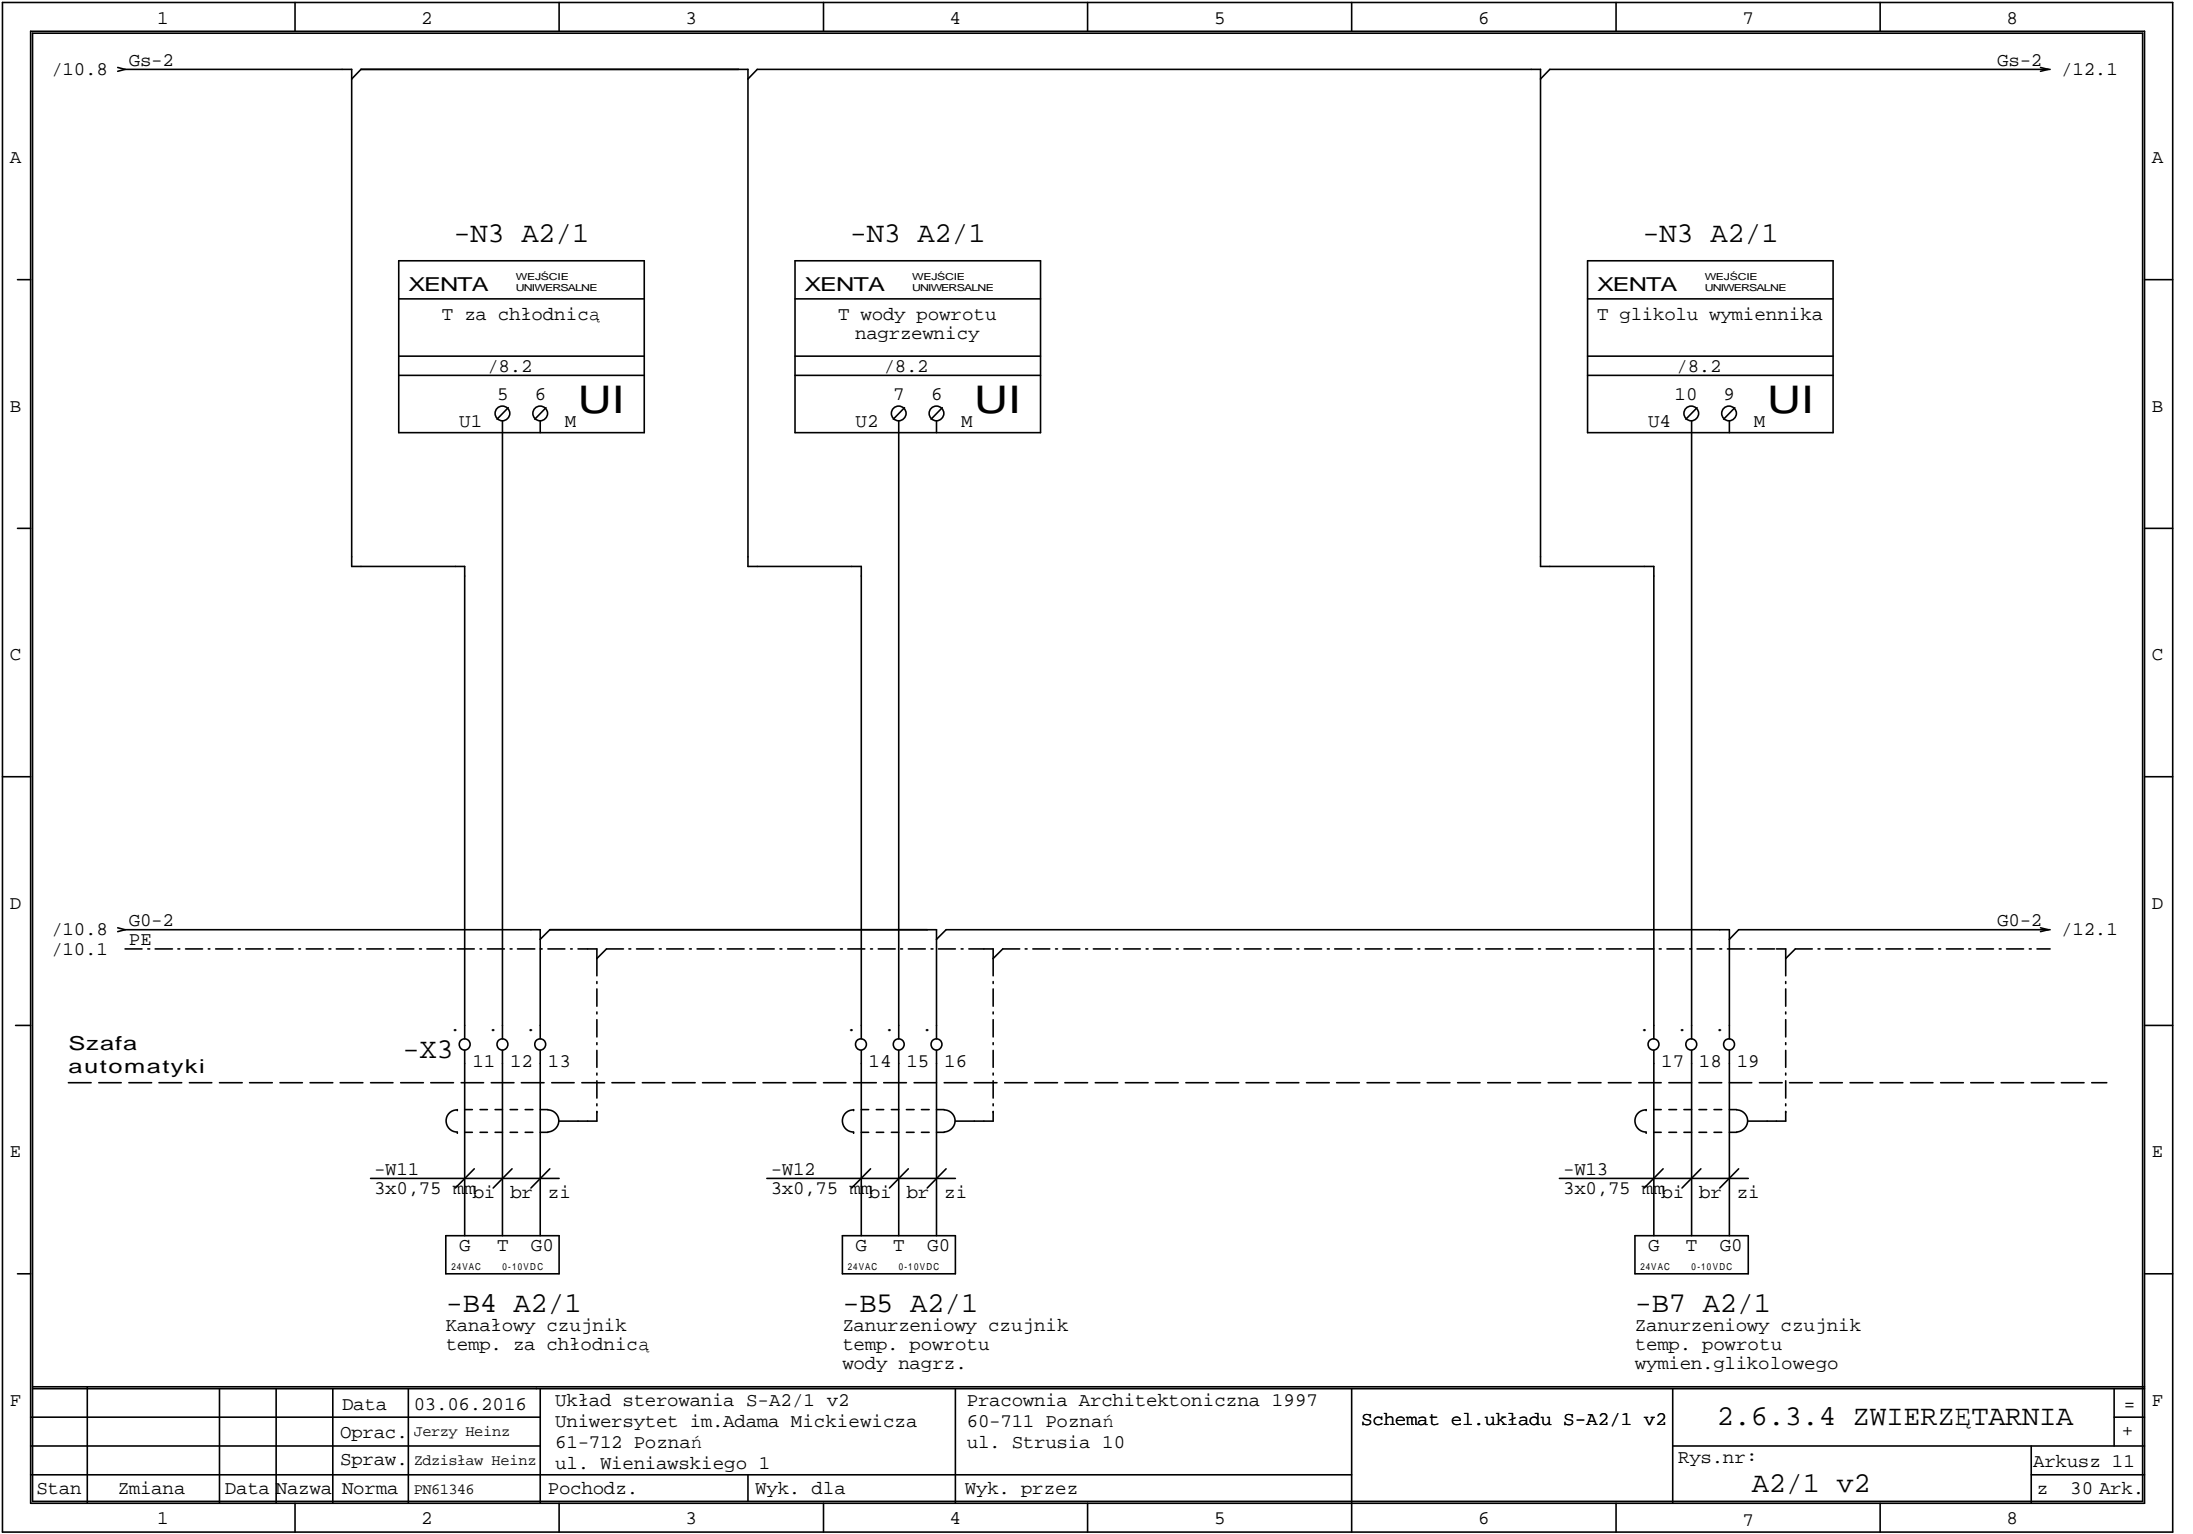 1 2 3 4 5 6 7 8
/10.8 Gs-2 Gs-2 /12.1
A A
-N3 A2/1 -N3 A2/1 -N3 A2/1
XENTA WEJŚCIE UNIWERSALNE
T za chłodnicą
/8.2
5 6 UI
U1 M
XENTA WEJŚCIE UNIWERSALNE
T wody powrotu
nagrzewnicy
/8.2
7 6 UI
U2 M
XENTA WEJŚCIE UNIWERSALNE
T glikolu wymiennika
/8.2
10 9 UI
U4 M
B B
C C
D D
/10.8 G0-2 G0-2 /12.1
/10.1 PE
Szafa
automatyki
-X3 11 12 13 14 15 16 17 18 19
E E
-W11
3x0,75 mm bi br zi
-W12
3x0,75 mm bi br zi
-W13
3x0,75 mm bi br zi
G T G0
24VAC 0-10VDC
G T G0
24VAC 0-10VDC
G T G0
24VAC 0-10VDC
-B4 A2/1
Kanałowy czujnik
temp. za chłodnicą
-B5 A2/1
Zanurzeniowy czujnik
temp. powrotu
wody nagrz.
-B7 A2/1
Zanurzeniowy czujnik
temp. powrotu
wymien.glikolowego
F F
Data 03.06.2016
Oprac. Jerzy Heinz
Spraw. Zdzisław Heinz
Stan Zmiana Data Nazwa Norma PN61346
Układ sterowania S-A2/1 v2
Uniwersytet im.Adama Mickiewicza
61-712 Poznań
ul. Wieniawskiego 1
Pochodz. Wyk. dla
Pracownia Architektoniczna 1997
60-711 Poznań
ul. Strusia 10
Wyk. przez
Schemat el.układu S-A2/1 v2
2.6.3.4 ZWIERZĘTARNIA
=
+
Rys.nr:
A2/1 v2
Arkusz 11
z 30 Ark.
1 2 3 4 5 6 7 8